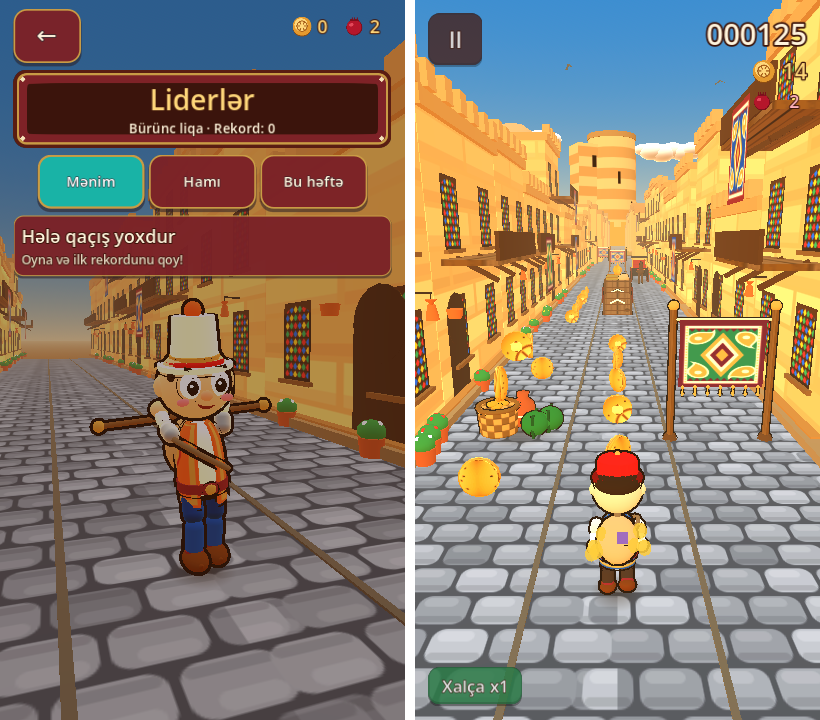 0 2
Liderlər
Bürünc liqa · Rekord: 0
Mənim Hamı Bu həftə
Hələ qaçış yoxdur
Oyna və ilk rekordunu qoy!
000125
14
2
Xalça x1